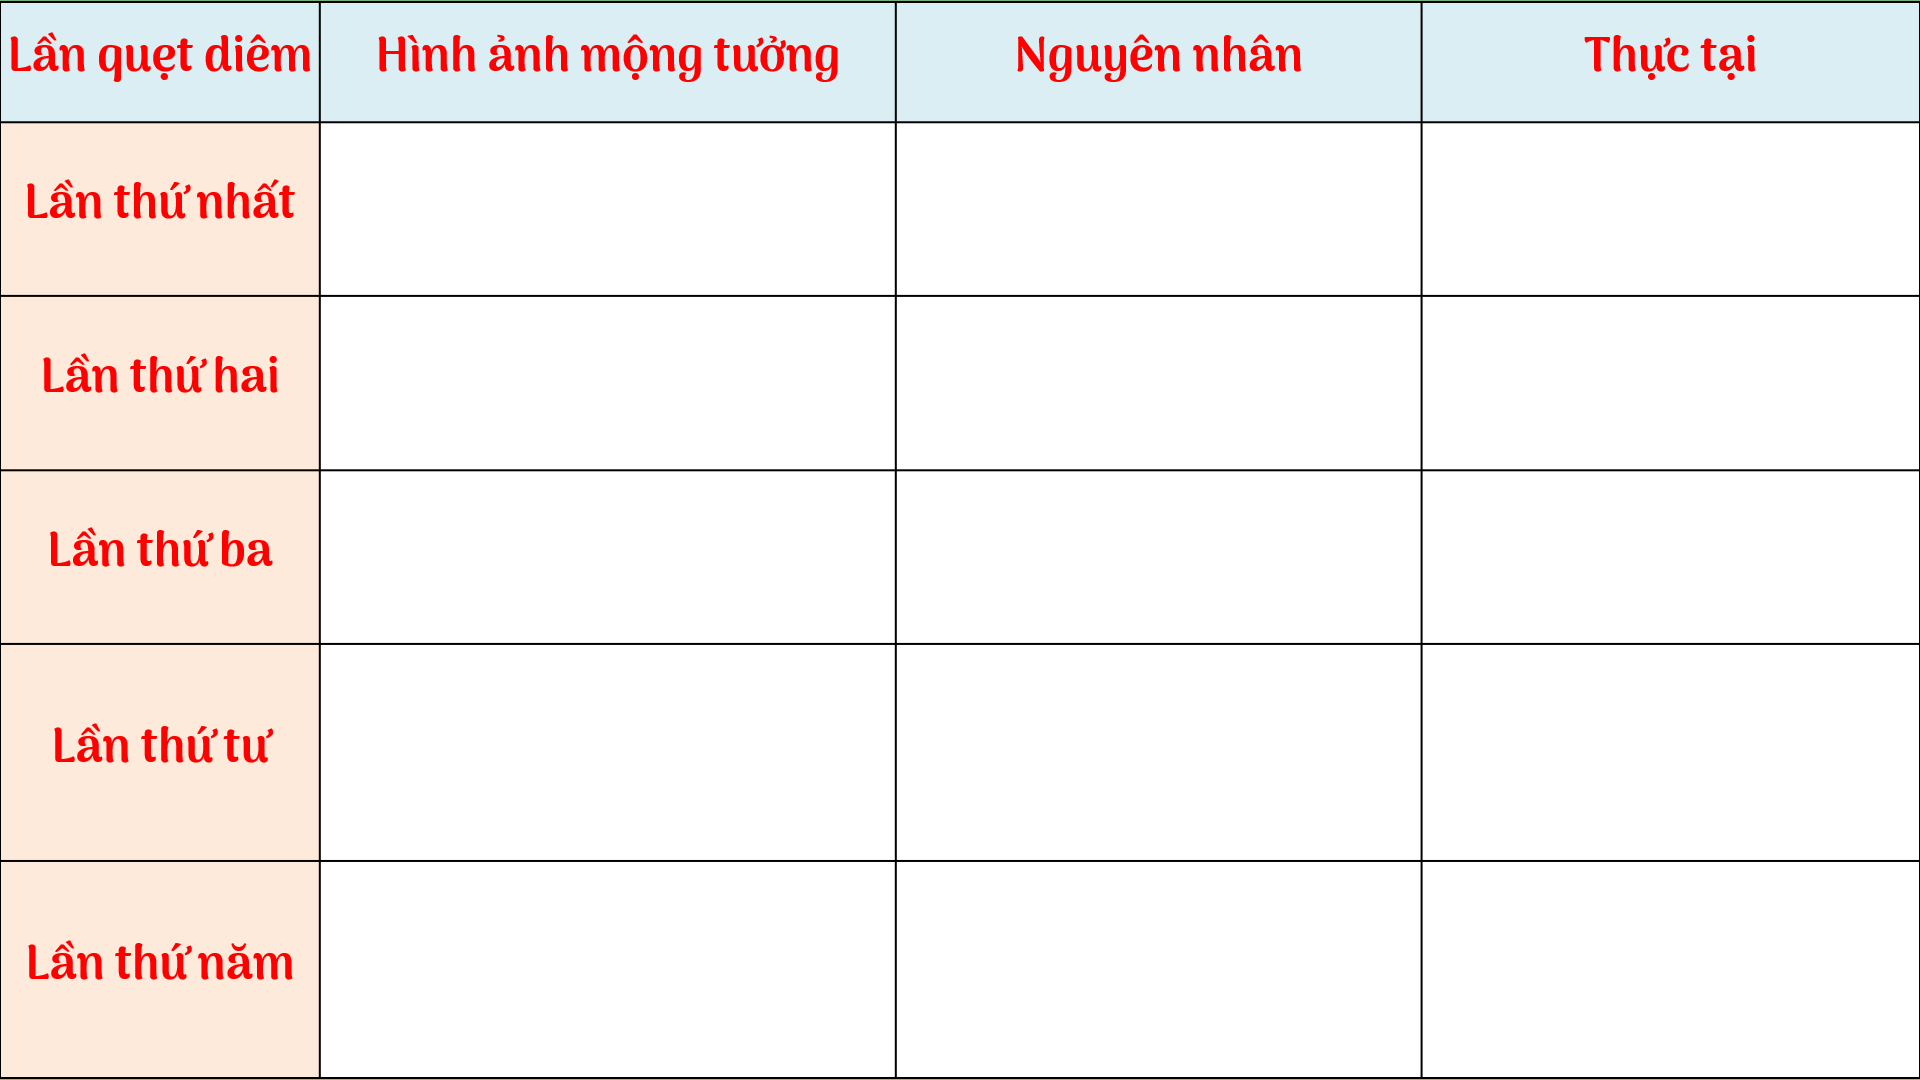 Lần quẹt diêm
Hình ảnh mộng tưởng
Nguyên nhân
Thực tại
Lần thứ nhất
Lần thứ hai
Lần thứ ba
Lần thứ tư
Lần thứ năm